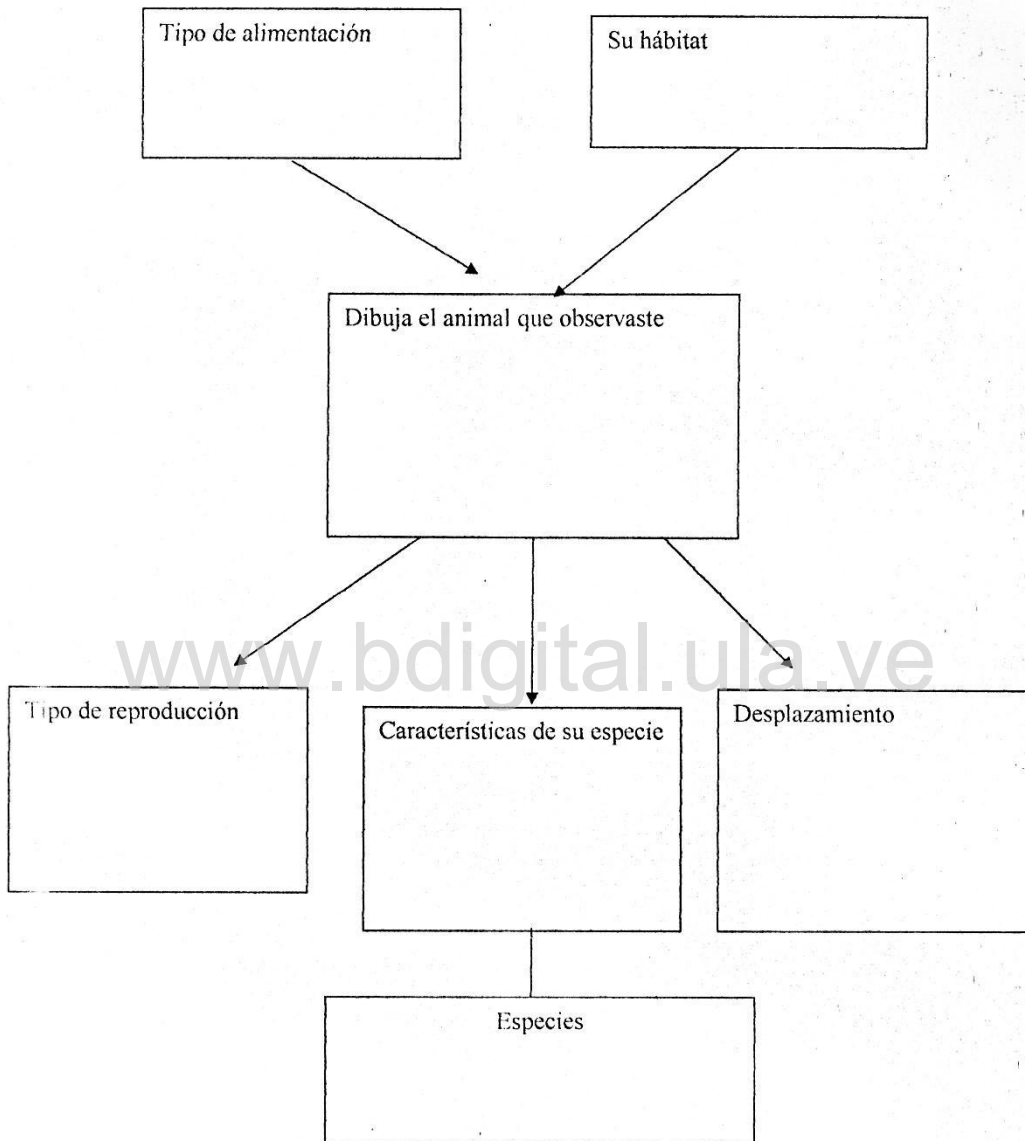 Tipo de alimentación
Su hábitat
Dibuja el animal que observaste
www.bdigital.ula.ve
Tipo de reproducción
Características de su especie
Desplazamiento
Especies